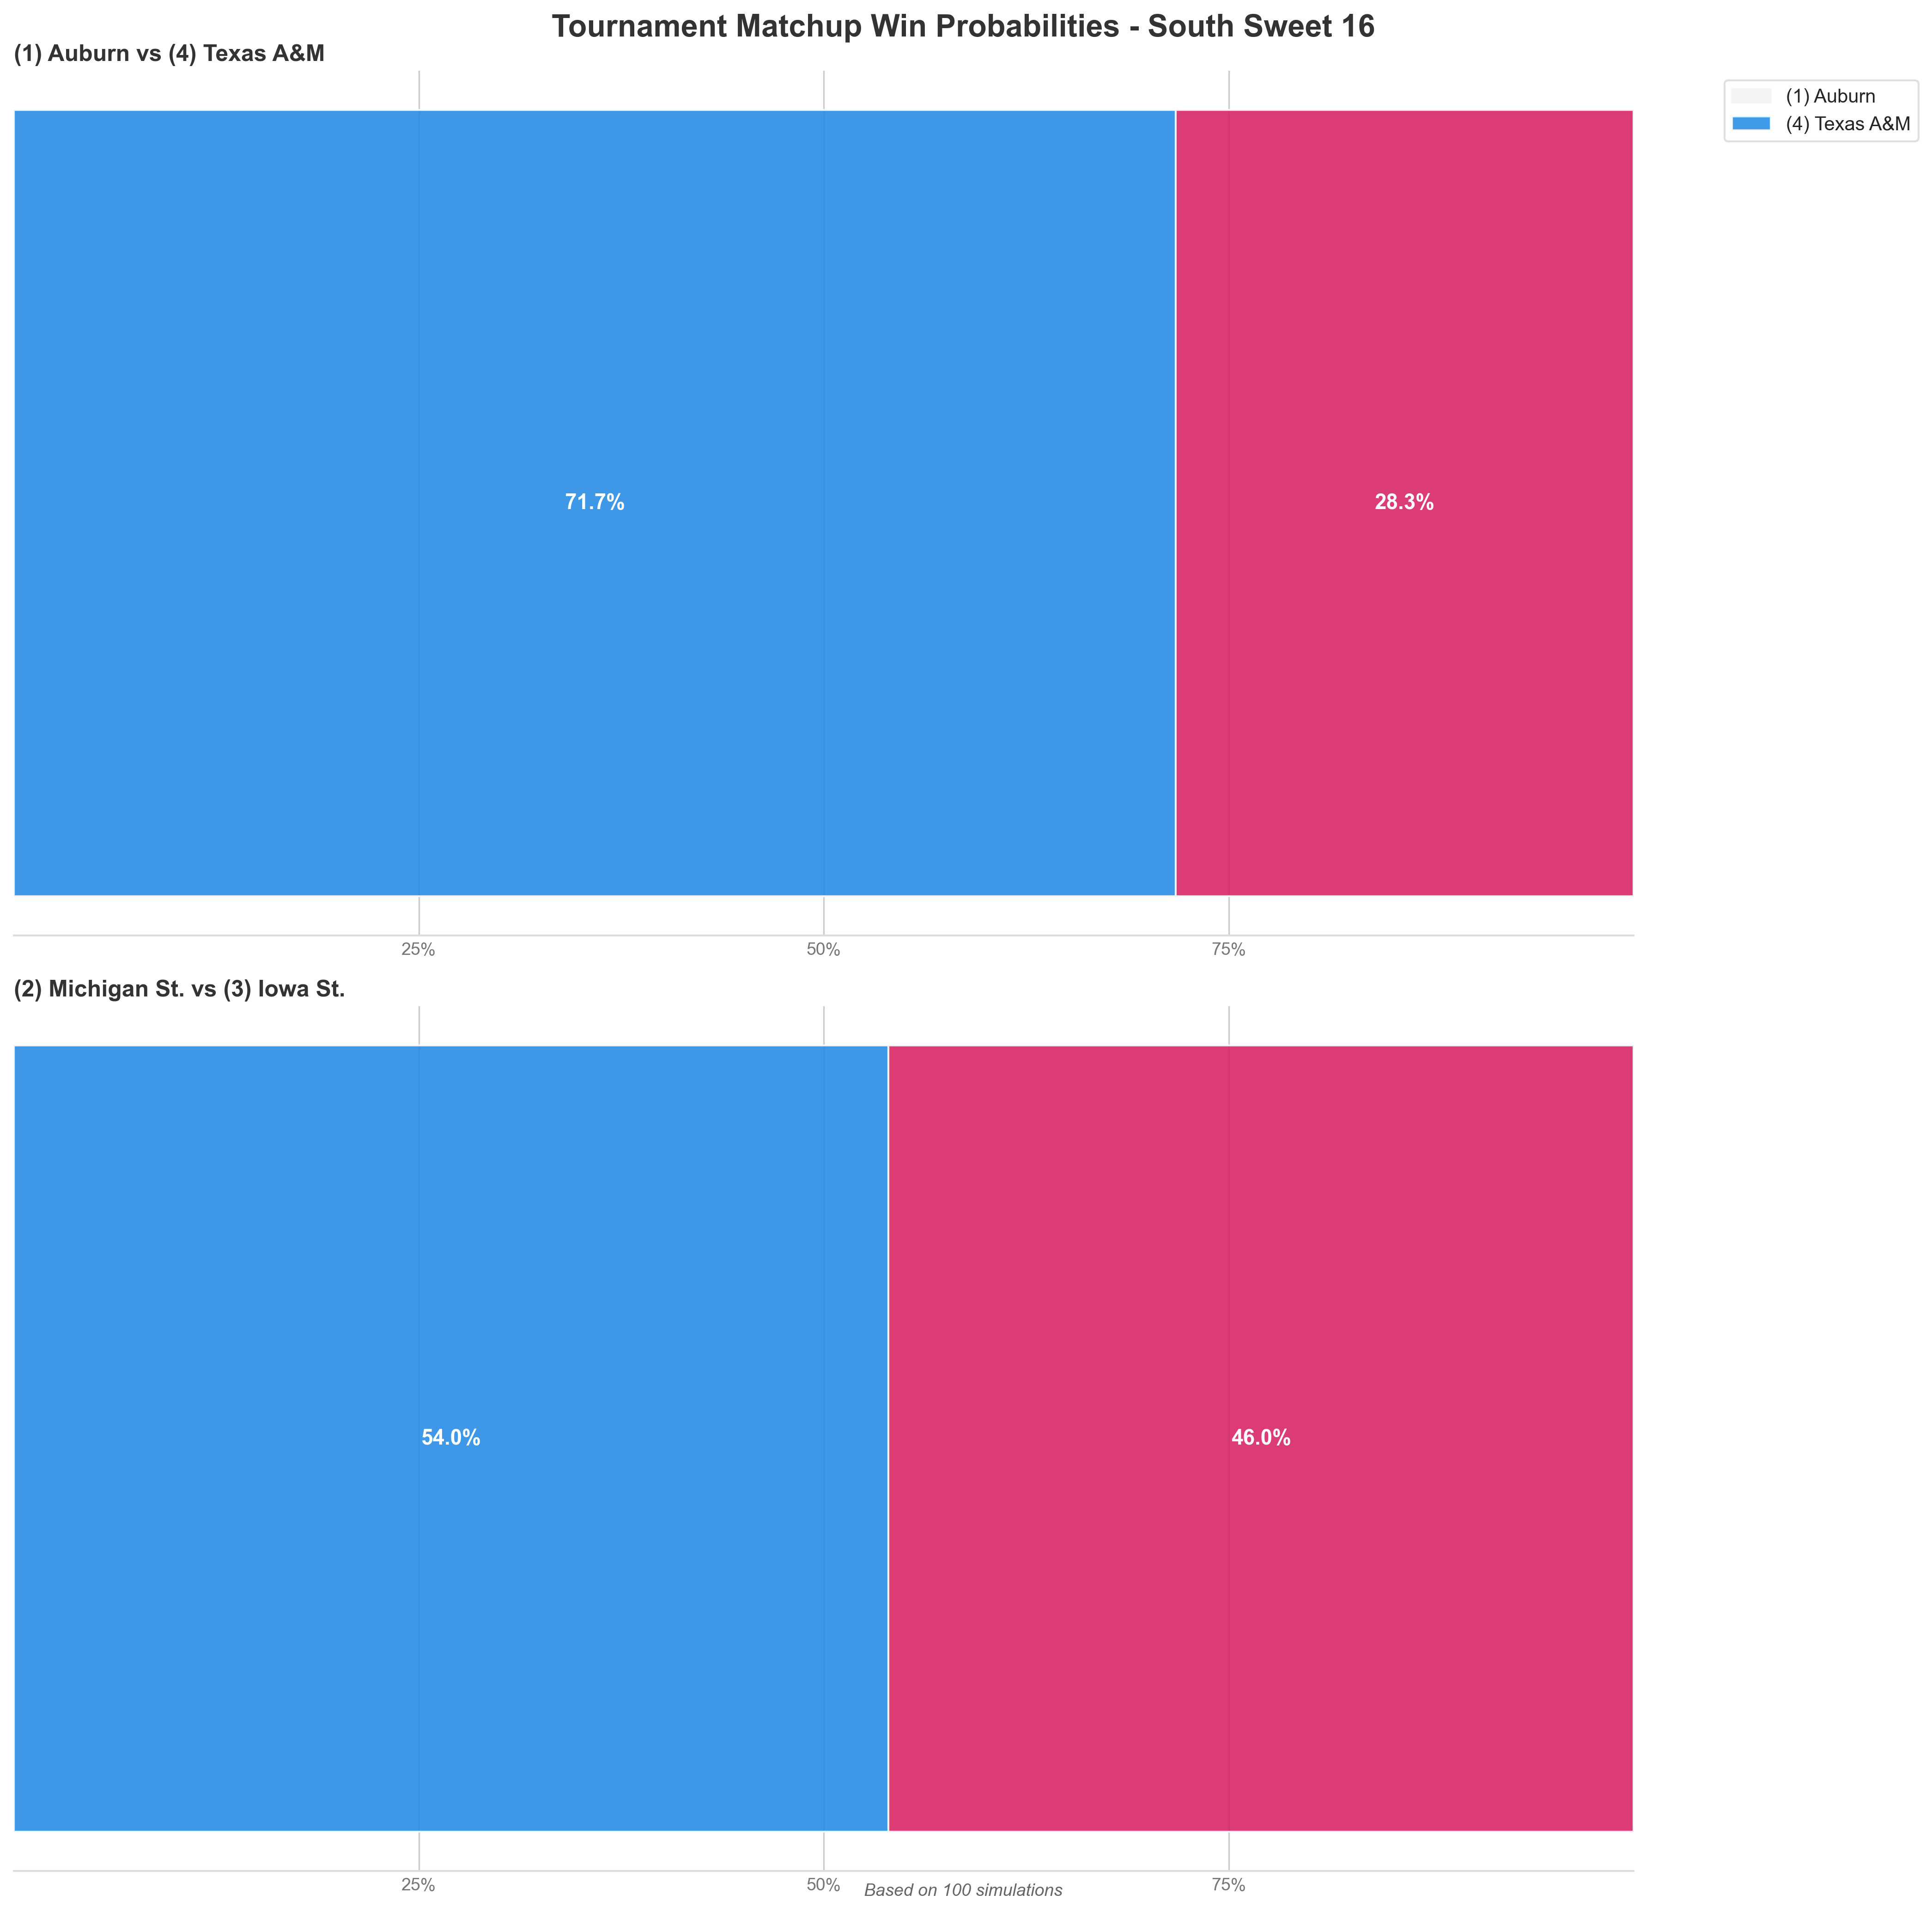 Tournament Matchup Win Probabilities - South Sweet 16
(1) Auburn vs (4) Texas A&M
(1) Auburn
(4) Texas A&M
71.7%
28.3%
25%
50%
75%
(2) Michigan St. vs (3) Iowa St.
54.0%
46.0%
25%
50%
75%
Based on 100 simulations